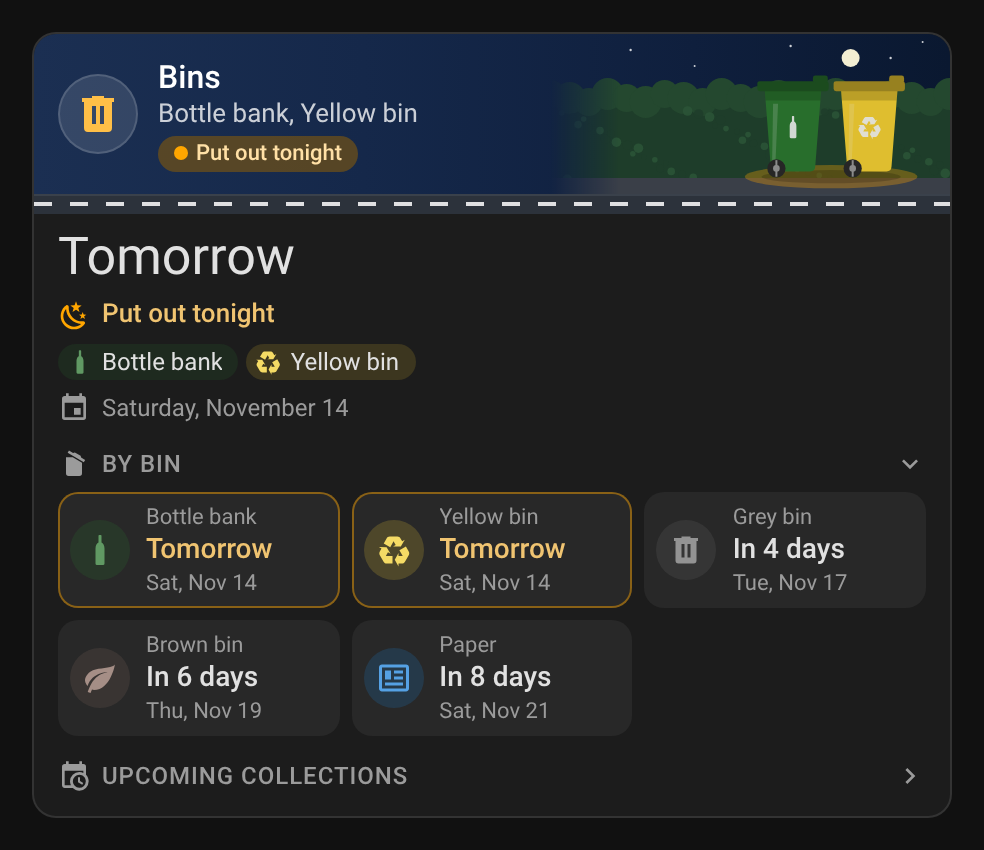 Bins
Bottle bank, Yellow bin
Put out tonight
Tomorrow
Put out tonight
Bottle bank
Yellow bin
Saturday, November 14
BY BIN
Bottle bank
Tomorrow
Sat, Nov 14
Yellow bin
Tomorrow
Sat, Nov 14
Grey bin
In 4 days
Tue, Nov 17
Brown bin
In 6 days
Thu, Nov 19
Paper
In 8 days
Sat, Nov 21
UPCOMING COLLECTIONS